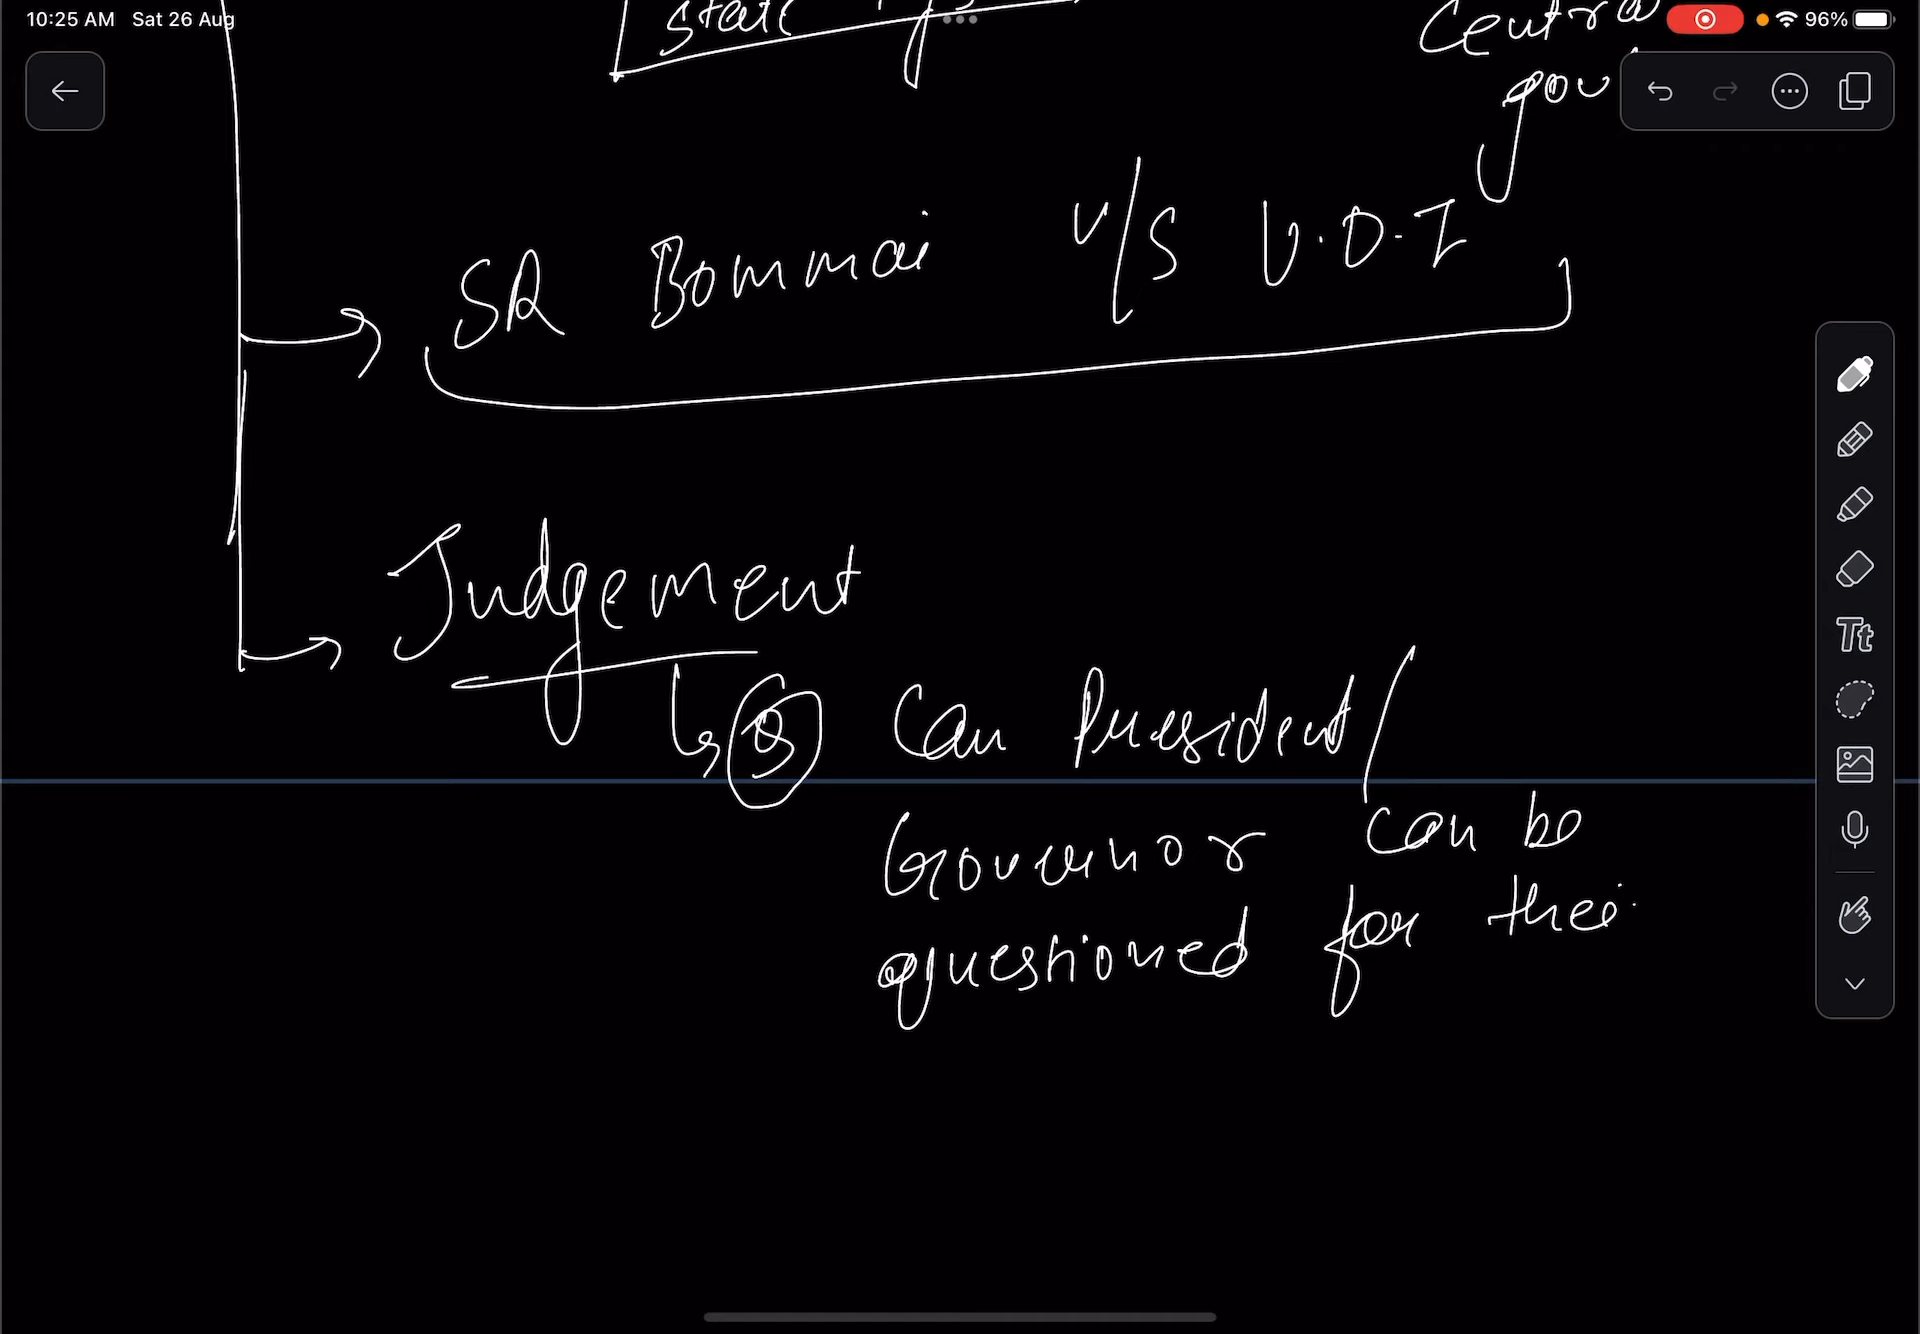 10:25 AM Sat 26 Aug
96%
state
Central
gov
SR Bommai v/s U.O.I
Judgement
Q Can President/
Governor can be
questioned for thei
Tt